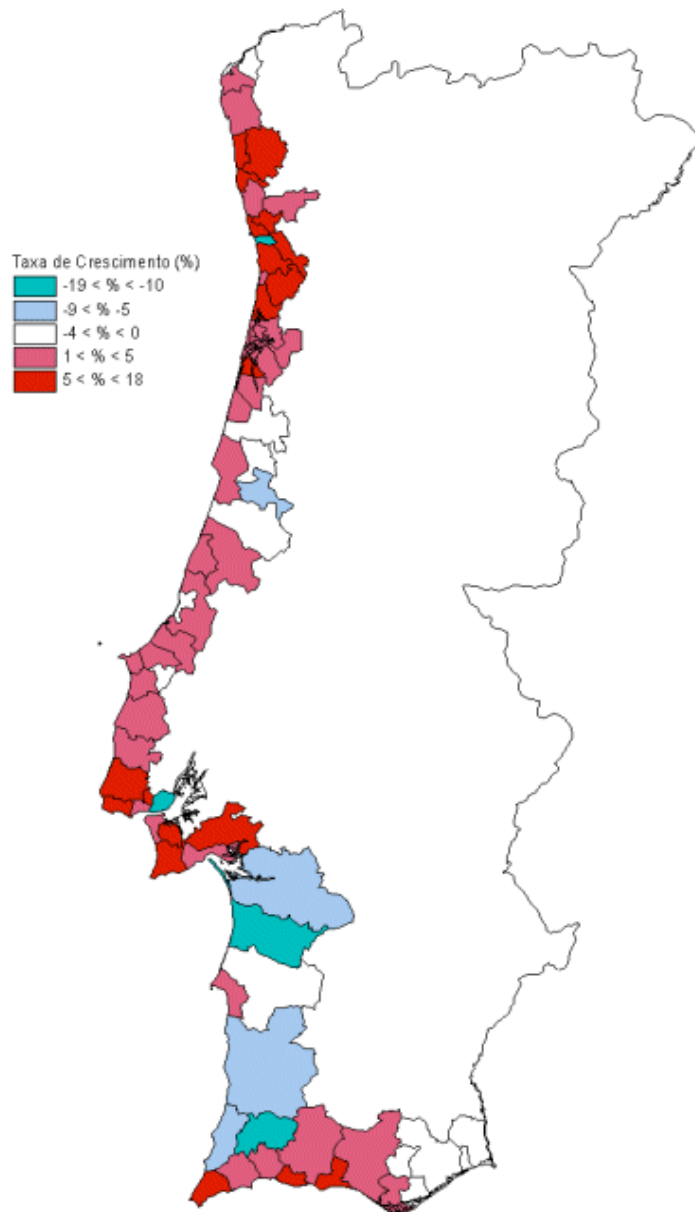 Taxa de Crescimento (%)
-19 < % < -10
-9 < % -5
-4 < % < 0
1 < % < 5
5 < % < 18